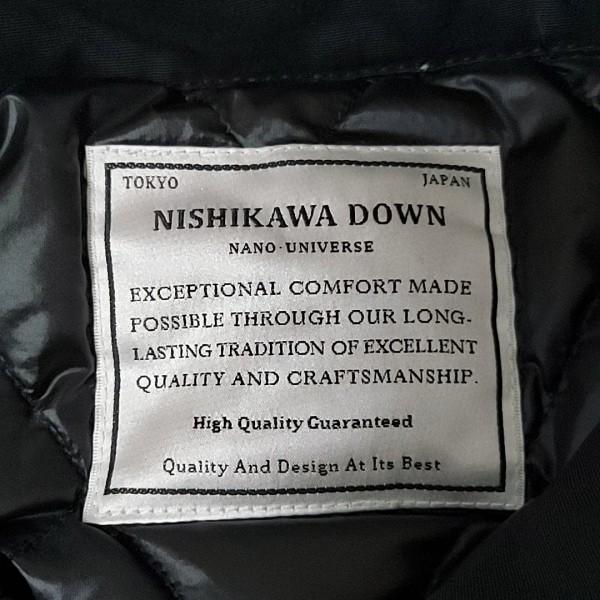 TOKYO JAPAN
NISHIKAWA DOWN
NANO·UNIVERSE
EXCEPTIONAL COMFORT MADE
POSSIBLE THROUGH OUR LONG-
LASTING TRADITION OF EXCELLENT
QUALITY AND CRAFTSMANSHIP.
High Quality Guaranteed
Quality And Design At Its Best